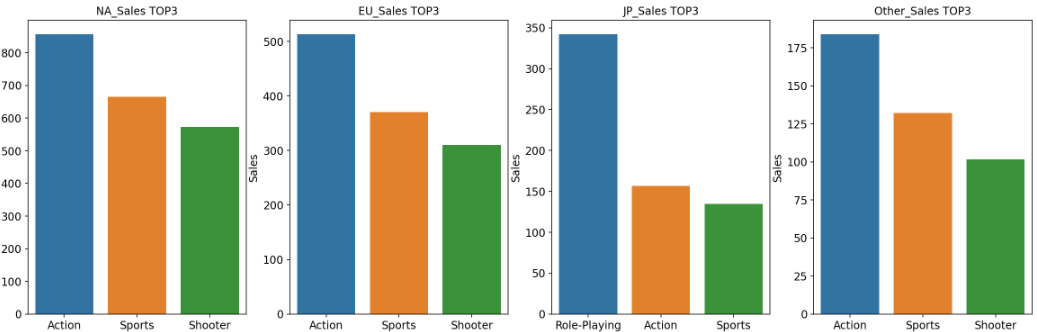 NA_Sales TOP3
800
700
600
500
400
300
200
100
0
Action Sports Shooter
EU_Sales TOP3
Sales
500
400
300
200
100
0
Action Sports Shooter
JP_Sales TOP3
Sales
350
300
250
200
150
100
50
0
Role-Playing Action Sports
Other_Sales TOP3
Sales
175
150
125
100
75
50
25
0
Action Sports Shooter